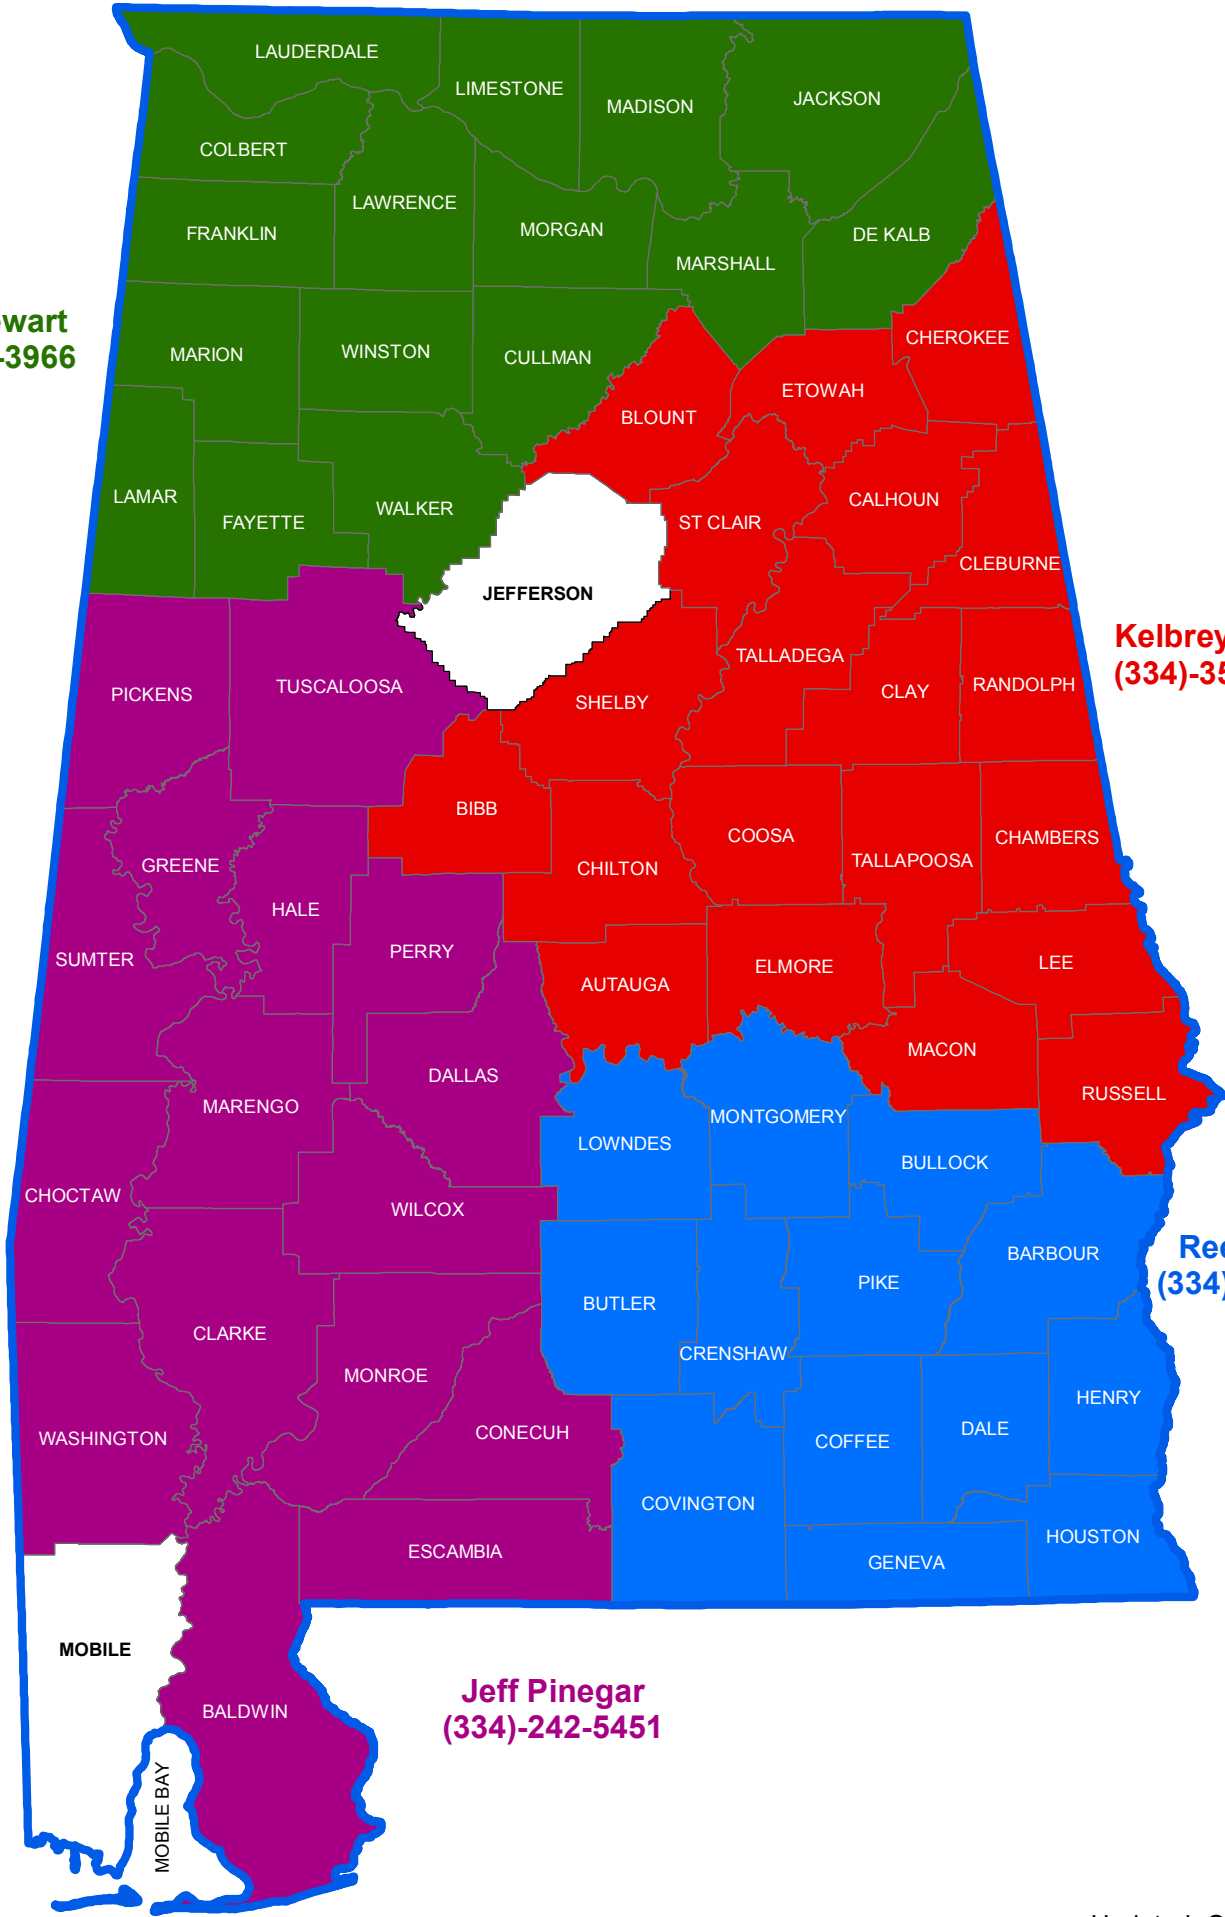 LAUDERDALE
LIMESTONE
MADISON
JACKSON
COLBERT
LAWRENCE
FRANKLIN
MORGAN
MARSHALL
DE KALB
-3966
MARION
WINSTON
CULLMAN
CHEROKEE
ETOWAH
BLOUNT
LAMAR
FAYETTE
WALKER
ST CLAIR
CALHOUN
CLEBURNE
JEFFERSON
Kelbrey
(334)-35
PICKENS
TUSCALOOSA
SHELBY
TALLADEGA
CLAY
RANDOLPH
BIBB
GREENE
HALE
CHILTON
COOSA
TALLAPOOSA
CHAMBERS
SUMTER
PERRY
AUTAUGA
ELMORE
LEE
MACON
RUSSELL
DALLAS
MARENGO
LOWNDES
MONTGOMERY
BULLOCK
CHOCTAW
WILCOX
BARBOUR
Ree
(334)
PIKE
BUTLER
CLARKE
CRENSHAW
MONROE
HENRY
WASHINGTON
CONECUH
COFFEE
DALE
COVINGTON
HOUSTON
ESCAMBIA
GENEVA
MOBILE
BALDWIN
Jeff Pinegar
(334)-242-5451
MOBILE BAY